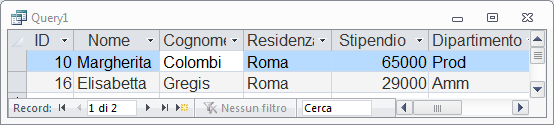 Query1
ID Nome Cognome Residenza Stipendio Dipartimento
10 Margherita Colombi Roma 65000 Prod
16 Elisabetta Gregis Roma 29000 Amm
Record: 1 di 2 Nessun filtro Cerca